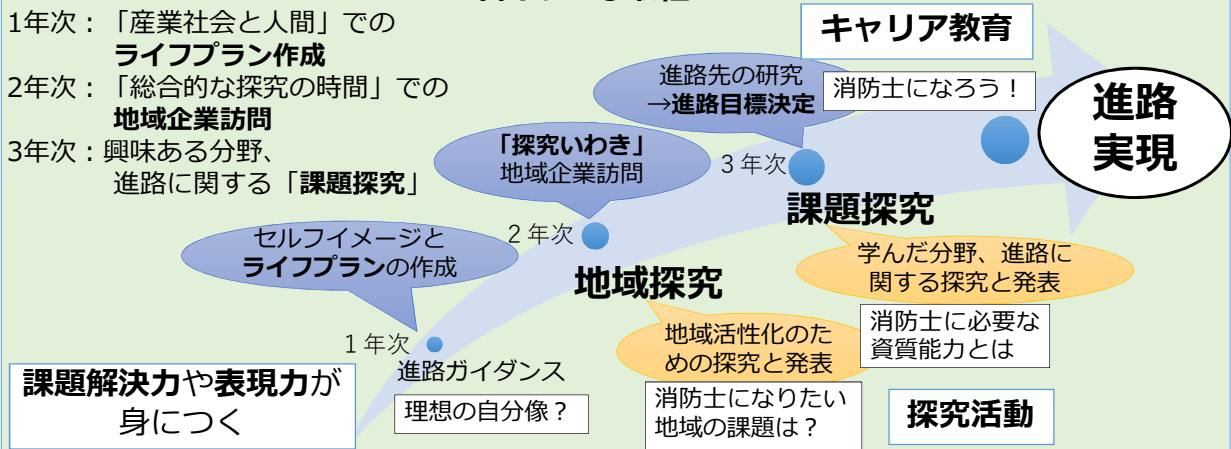 1年次：「産業社会と人間」での
ライフプラン作成
2年次：「総合的な探究の時間」での
地域企業訪問
3年次：興味ある分野、
進路に関する「課題探究」
キャリア教育
進路先の研究
→進路目標決定
消防士になろう！
進路
実現
「探究いわき」
地域企業訪問
3年次
課題探究
セルフイメージと
ライフプランの作成
2年次
地域探究
学んだ分野、進路に
関する探究と発表
消防士に必要な
資質能力とは
1年次
進路ガイダンス
理想の自分像？
地域活性化のた
めの探究と発表
消防士になりたい
地域の課題は？
課題解決力や表現力が
身につく
探究活動